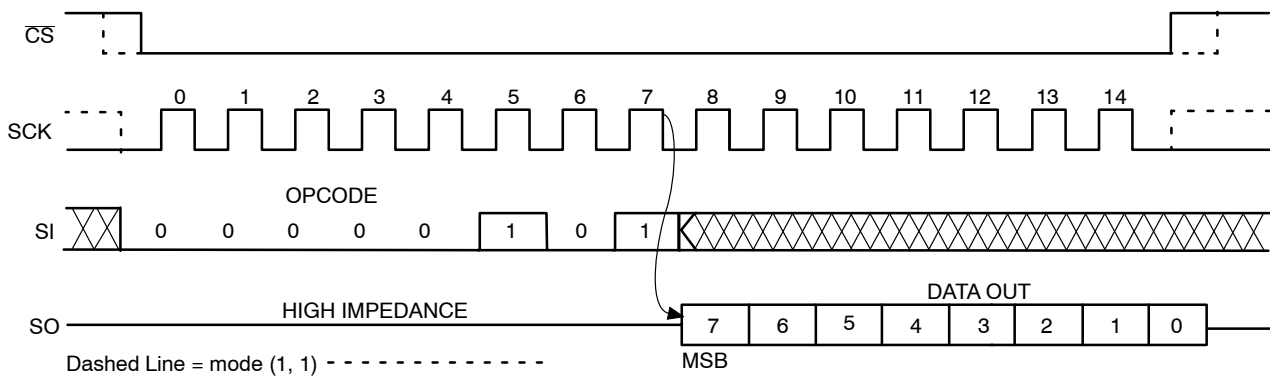 CS
0 1 2 3 4 5 6 7 8 9 10 11 12 13 14
SCK
OPCODE
SI 0 0 0 0 0 1 0 1
DATA OUT
HIGH IMPEDANCE
SO 7 6 5 4 3 2 1 0
Dashed Line = mode (1, 1)
MSB